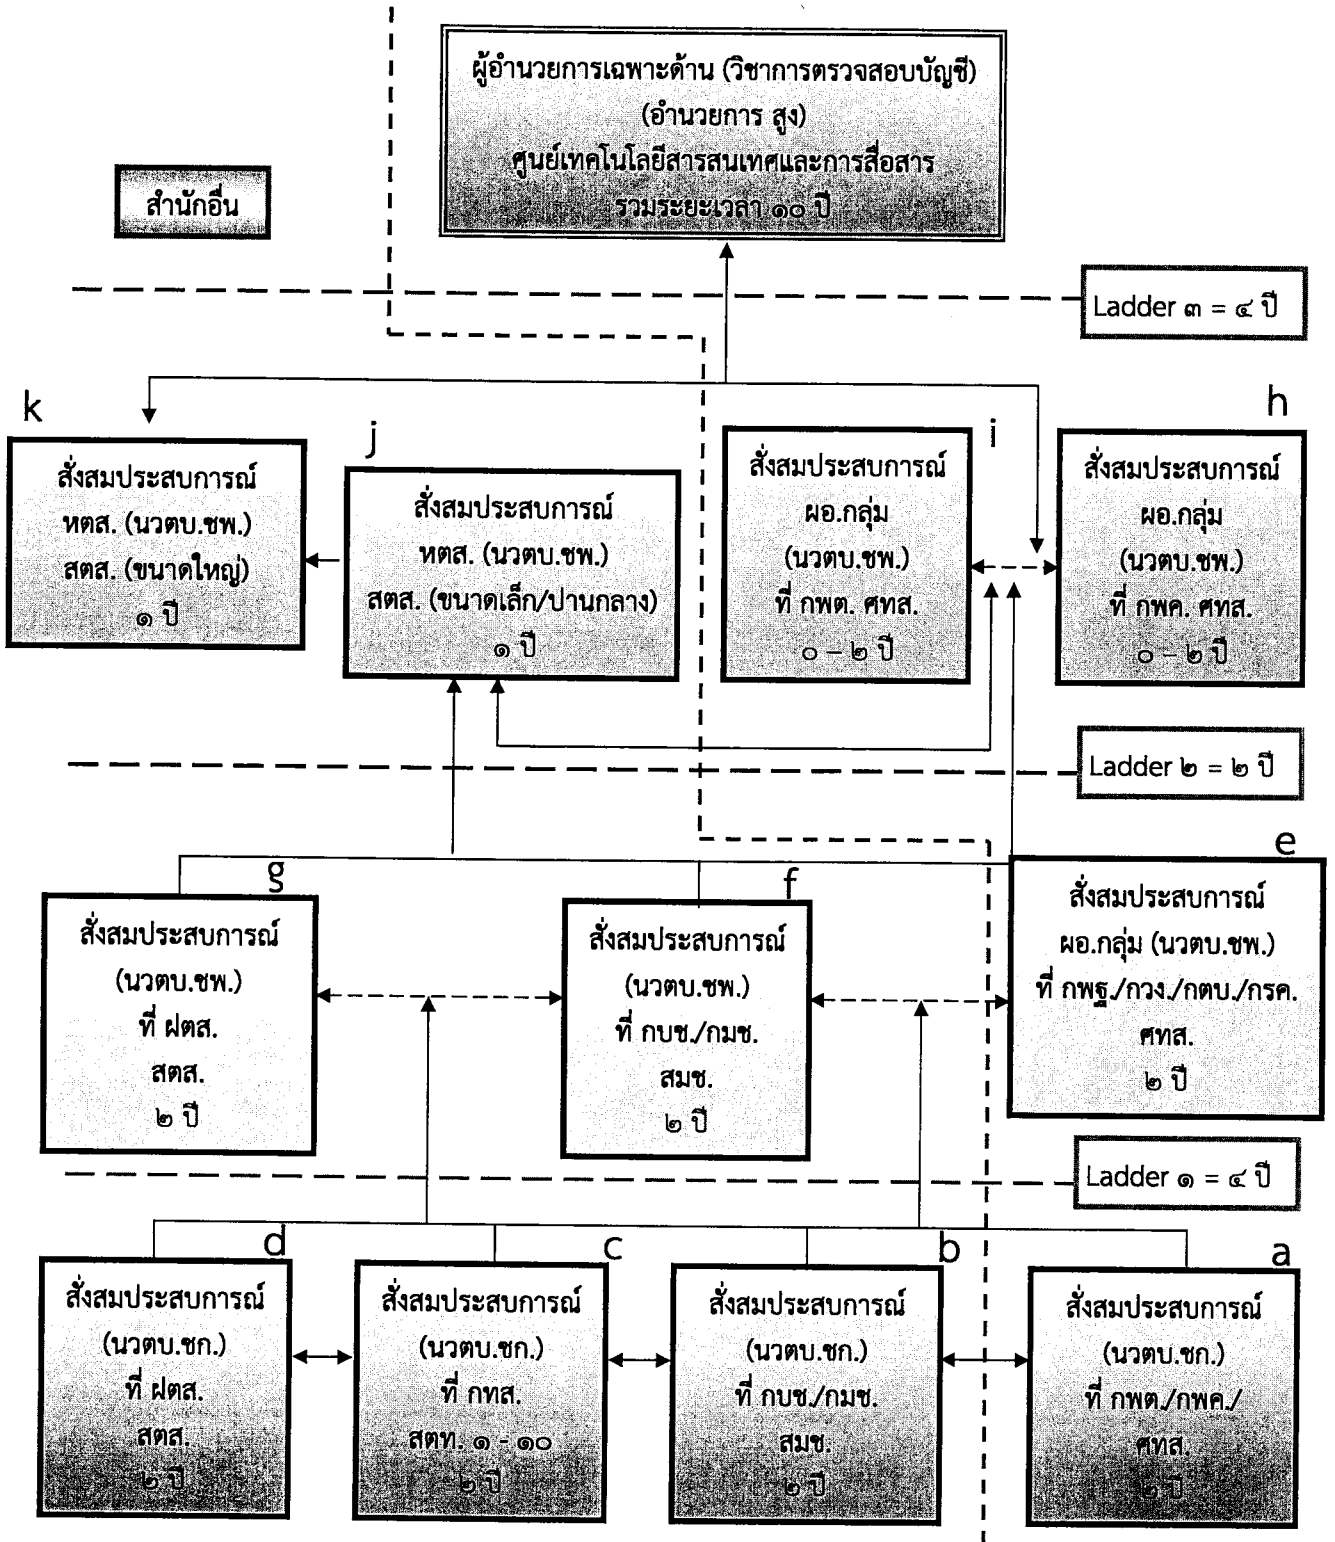 ผู้อำนวยการเฉพาะด้าน (วิชาการตรวจสอบบัญชี)
(อำนวยการ สูง)
ศูนย์เทคโนโลยีสารสนเทศและการสื่อสาร
รวมระยะเวลา ๑๐ ปี
สำนักอื่น
Ladder ๓ = ๔ ปี
k
สั่งสมประสบการณ์
หตส. (นวตบ.ชพ.)
สตส. (ขนาดใหญ่)
๑ ปี
j
สั่งสมประสบการณ์
หตส. (นวตบ.ชพ.)
สตส. (ขนาดเล็ก/ปานกลาง)
๑ ปี
i
สั่งสมประสบการณ์
ผอ.กลุ่ม
(นวตบ.ชพ.)
ที่ กพต. ศทส.
๐ – ๒ ปี
h
สั่งสมประสบการณ์
ผอ.กลุ่ม
(นวตบ.ชพ.)
ที่ กพค. ศทส.
๐ – ๒ ปี
Ladder ๒ = ๒ ปี
g
สั่งสมประสบการณ์
(นวตบ.ชพ.)
ที่ ฝตส.
สตส.
๒ ปี
f
สั่งสมประสบการณ์
(นวตบ.ชพ.)
ที่ กบช./กมช.
สมช.
๒ ปี
e
สั่งสมประสบการณ์
ผอ.กลุ่ม (นวตบ.ชพ.)
ที่ กพฐ./กวง./กตบ./กรค.
ศทส.
๒ ปี
Ladder ๑ = ๔ ปี
d
สั่งสมประสบการณ์
(นวตบ.ชก.)
ที่ ฝตส.
สตส.
๒ ปี
c
สั่งสมประสบการณ์
(นวตบ.ชก.)
ที่ กทส.
สตท. ๑ - ๑๐
๒ ปี
b
สั่งสมประสบการณ์
(นวตบ.ชก.)
ที่ กบช./กมช.
สมช.
๒ ปี
a
สั่งสมประสบการณ์
(นวตบ.ชก.)
ที่ กพต./กพค./
ศทส.
๒ ปี